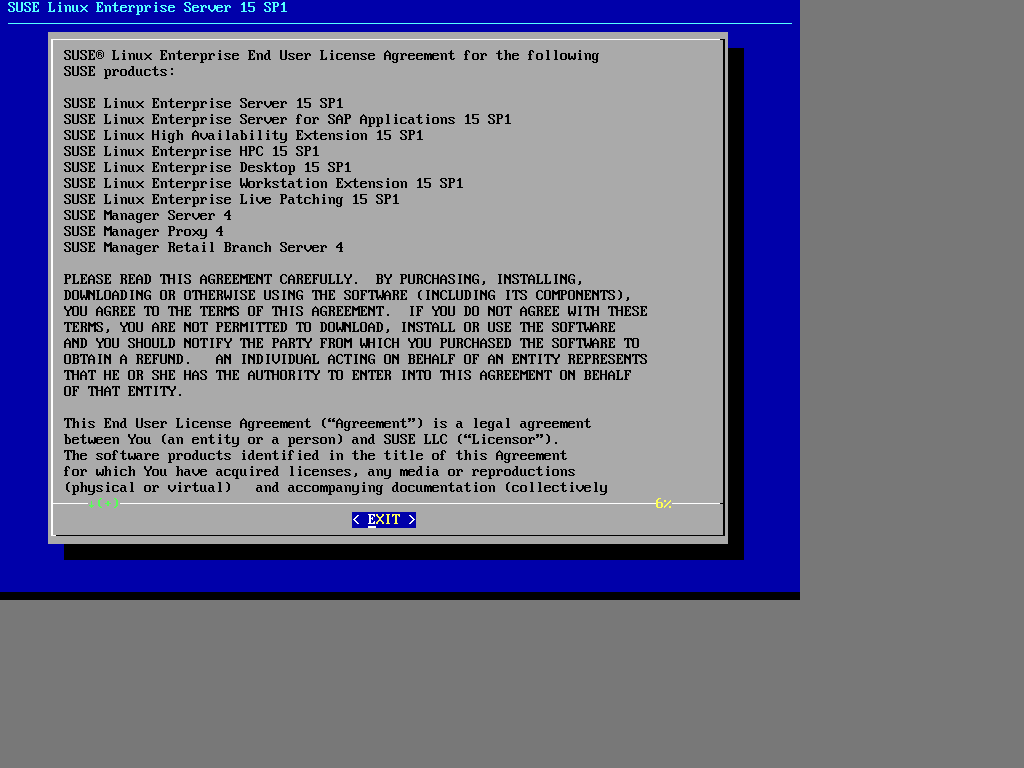 SUSE Linux Enterprise Server 15 SP1
SUSE® Linux Enterprise End User License Agreement for the following
SUSE products:
SUSE Linux Enterprise Server 15 SP1
SUSE Linux Enterprise Server for SAP Applications 15 SP1
SUSE Linux High Availability Extension 15 SP1
SUSE Linux Enterprise HPC 15 SP1
SUSE Linux Enterprise Desktop 15 SP1
SUSE Linux Enterprise Workstation Extension 15 SP1
SUSE Linux Enterprise Live Patching 15 SP1
SUSE Manager Server 4
SUSE Manager Proxy 4
SUSE Manager Retail Branch Server 4
PLEASE READ THIS AGREEMENT CAREFULLY.  BY PURCHASING, INSTALLING,
DOWNLOADING OR OTHERWISE USING THE SOFTWARE (INCLUDING ITS COMPONENTS),
YOU AGREE TO THE TERMS OF THIS AGREEMENT.  IF YOU DO NOT AGREE WITH THESE
TERMS, YOU ARE NOT PERMITTED TO DOWNLOAD, INSTALL OR USE THE SOFTWARE
AND YOU SHOULD NOTIFY THE PARTY FROM WHICH YOU PURCHASED THE SOFTWARE TO
OBTAIN A REFUND.   AN INDIVIDUAL ACTING ON BEHALF OF AN ENTITY REPRESENTS
THAT HE OR SHE HAS THE AUTHORITY TO ENTER INTO THIS AGREEMENT ON BEHALF
OF THAT ENTITY.
This End User License Agreement (“Agreement”) is a legal agreement
between You (an entity or a person) and SUSE LLC (“Licensor”).
The software products identified in the title of this Agreement
for which You have acquired licenses, any media or reproductions
(physical or virtual)   and accompanying documentation (collectively
↓(+) 6%
< EXIT >